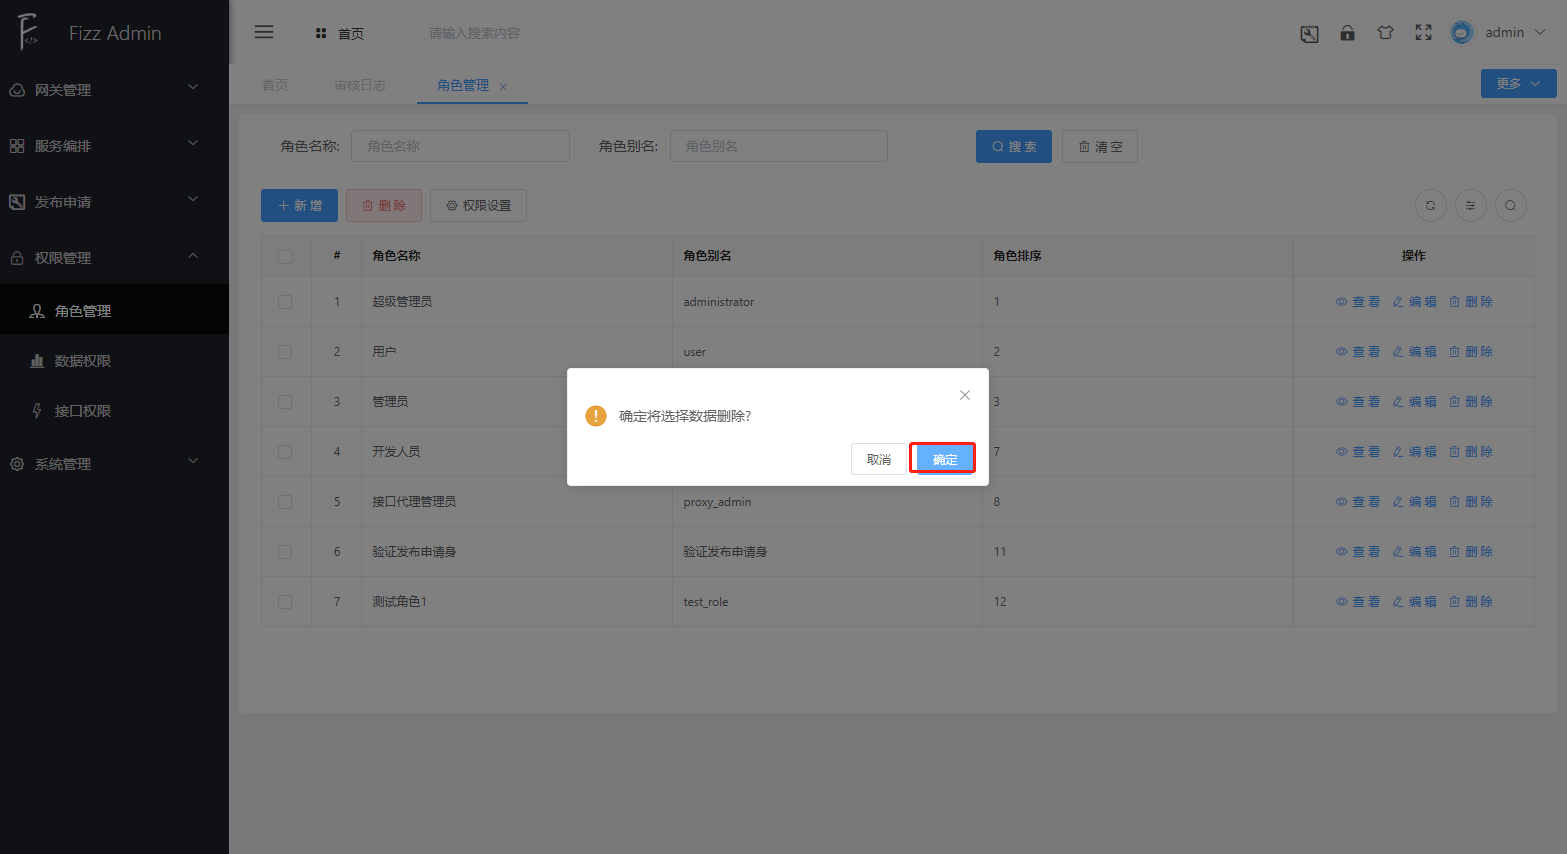 Fizz Admin
首页
请输入搜索内容
admin
网关管理
服务编排
发布申请
权限管理
角色管理
数据权限
接口权限
系统管理
首页
审核日志
角色管理
更多
角色名称:
角色名称
角色别名:
角色别名
搜 索
清 空
新 增
删 除
权限设置
# 角色名称 角色别名 角色排序 操作
1 超级管理员 administrator 1 查 看 编 辑 删 除
2 用户 user 2 查 看 编 辑 删 除
3 管理员 3 查 看 编 辑 删 除
4 开发人员 7 查 看 编 辑 删 除
5 接口代理管理员 proxy_admin 8 查 看 编 辑 删 除
6 验证发布申请身 验证发布申请身 11 查 看 编 辑 删 除
7 测试角色1 test_role 12 查 看 编 辑 删 除
确定将选择数据删除?
取消
确定